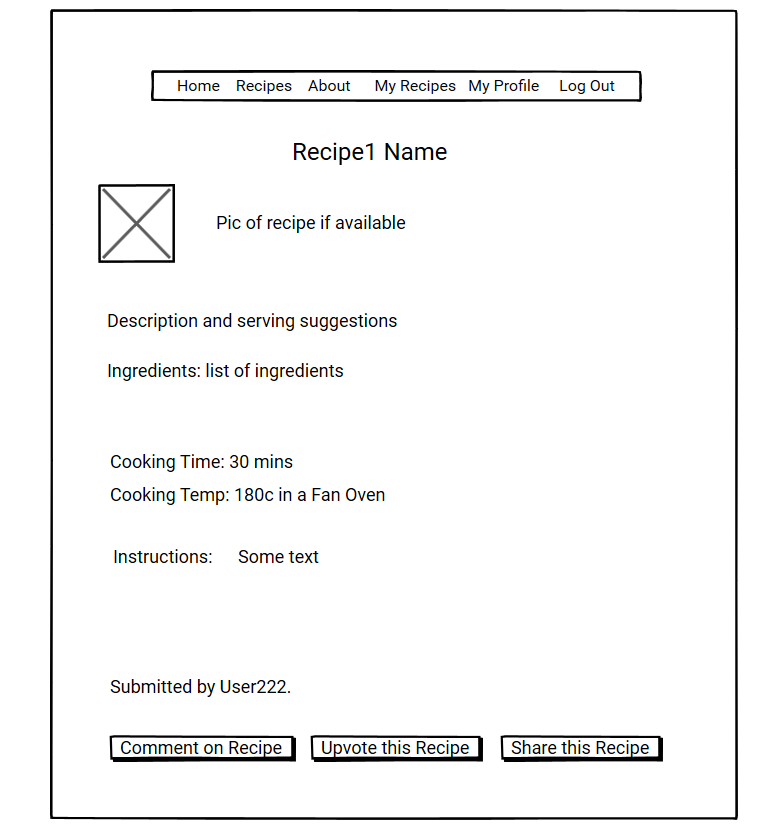 Home Recipes About My Recipes My Profile Log Out
Recipe1 Name
Pic of recipe if available
Description and serving suggestions
Ingredients: list of ingredients
Cooking Time: 30 mins
Cooking Temp: 180c in a Fan Oven
Instructions: Some text
Submitted by User222.
Comment on Recipe Upvote this Recipe Share this Recipe